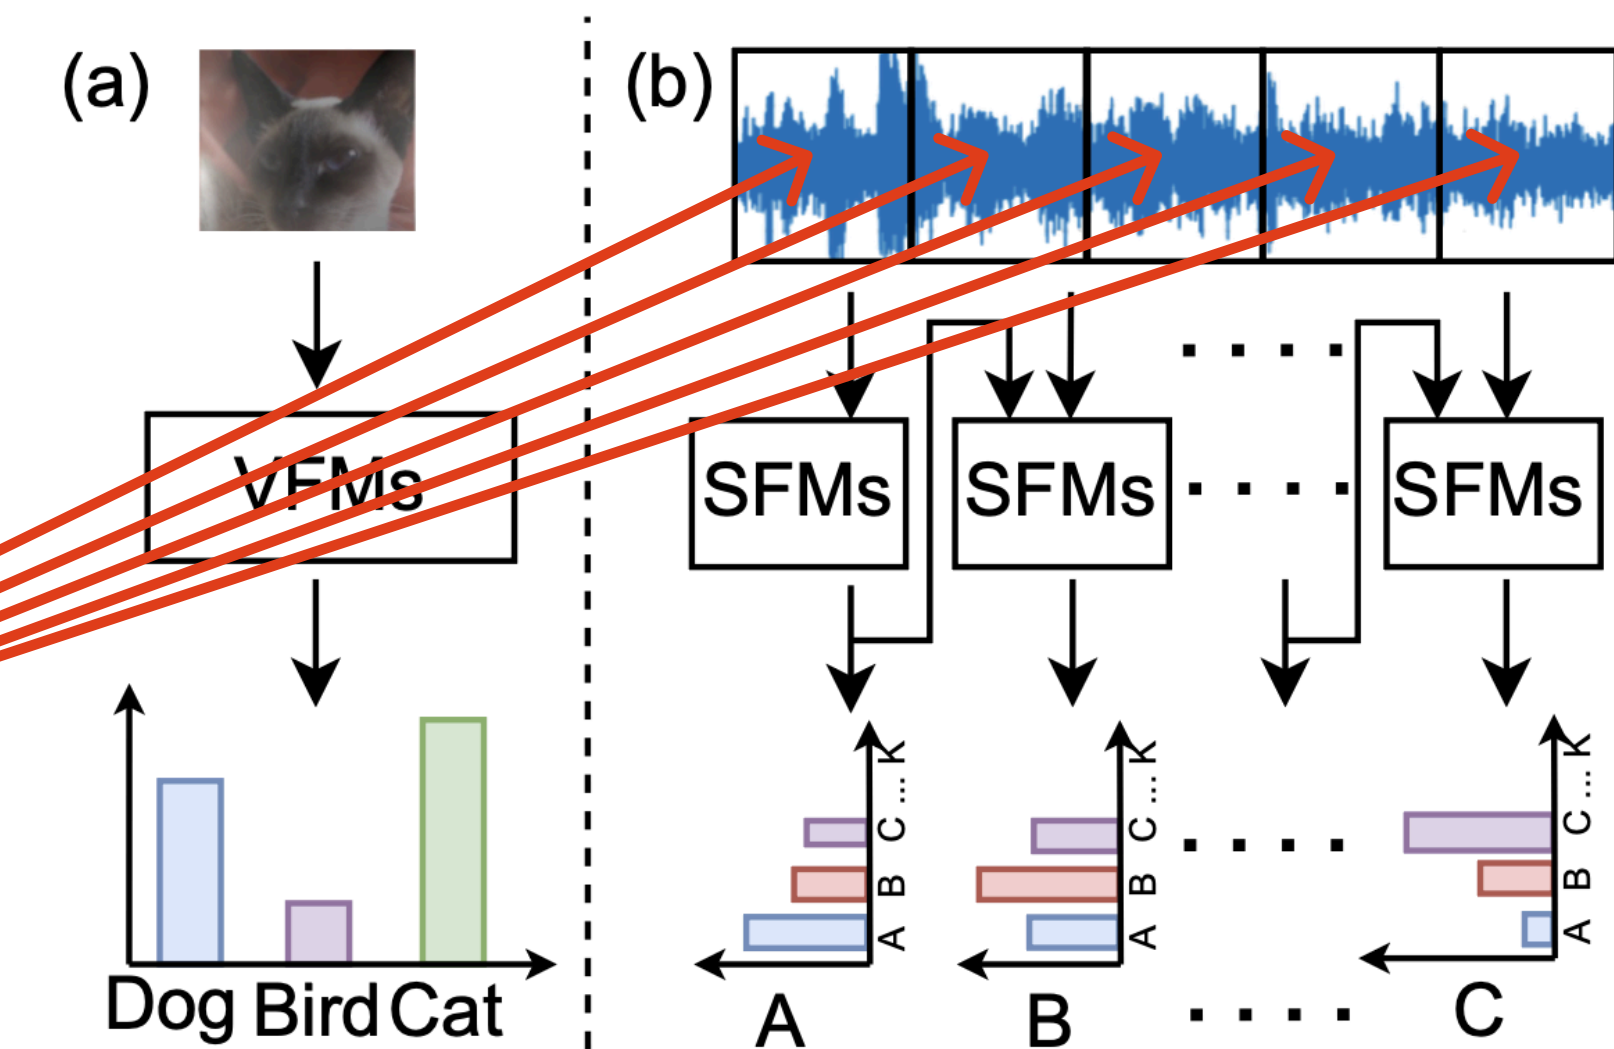 (a)
VFMs
Dog Bird Cat
(b)
SFMs SFMs .... SFMs
....
A B C ... K
A B C ... K
....
A B C ... K
A B .... C